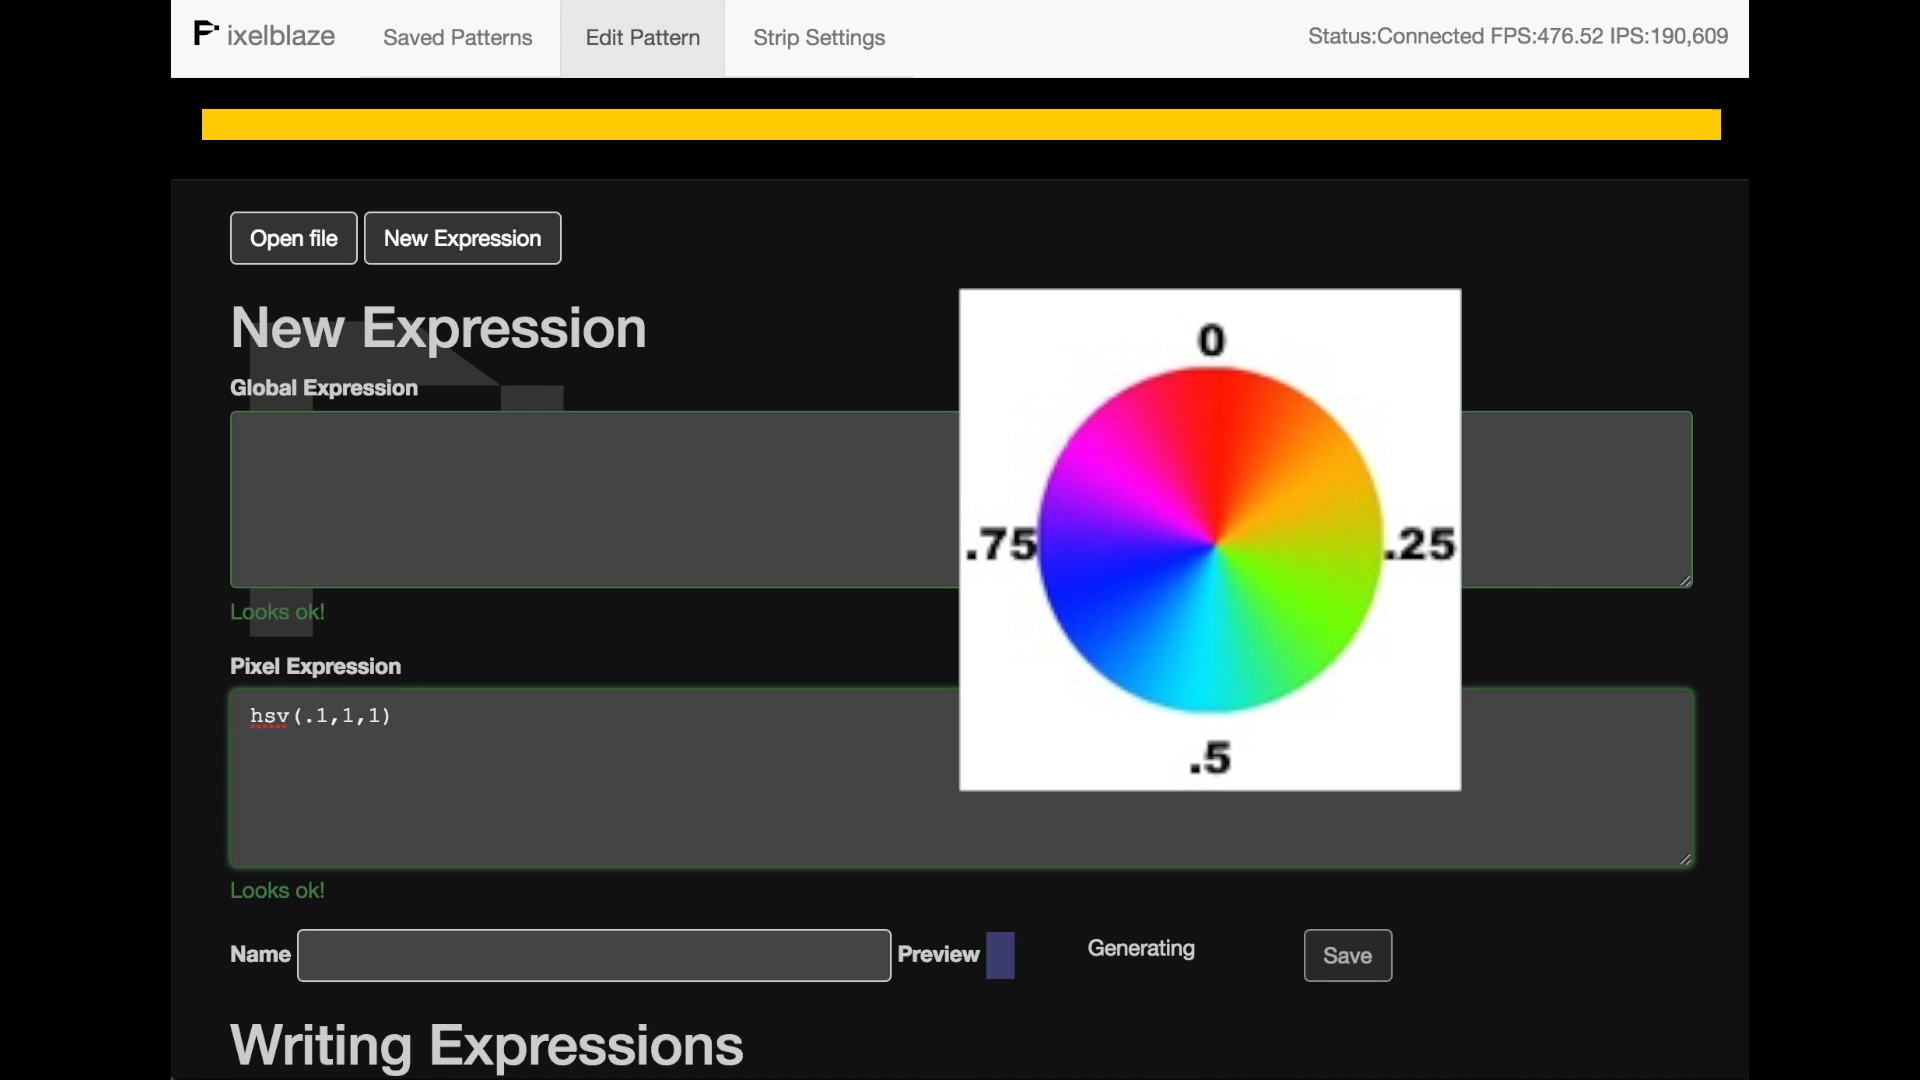 Pixelblaze Saved Patterns Edit Pattern Strip Settings Status:Connected FPS:476.52 IPS:190,609
Open file New Expression
New Expression
Global Expression
Looks ok!
Pixel Expression
hsv(.1,1,1)
Looks ok!
0
.75 .25
.5
Name Preview Generating Save
Writing Expressions